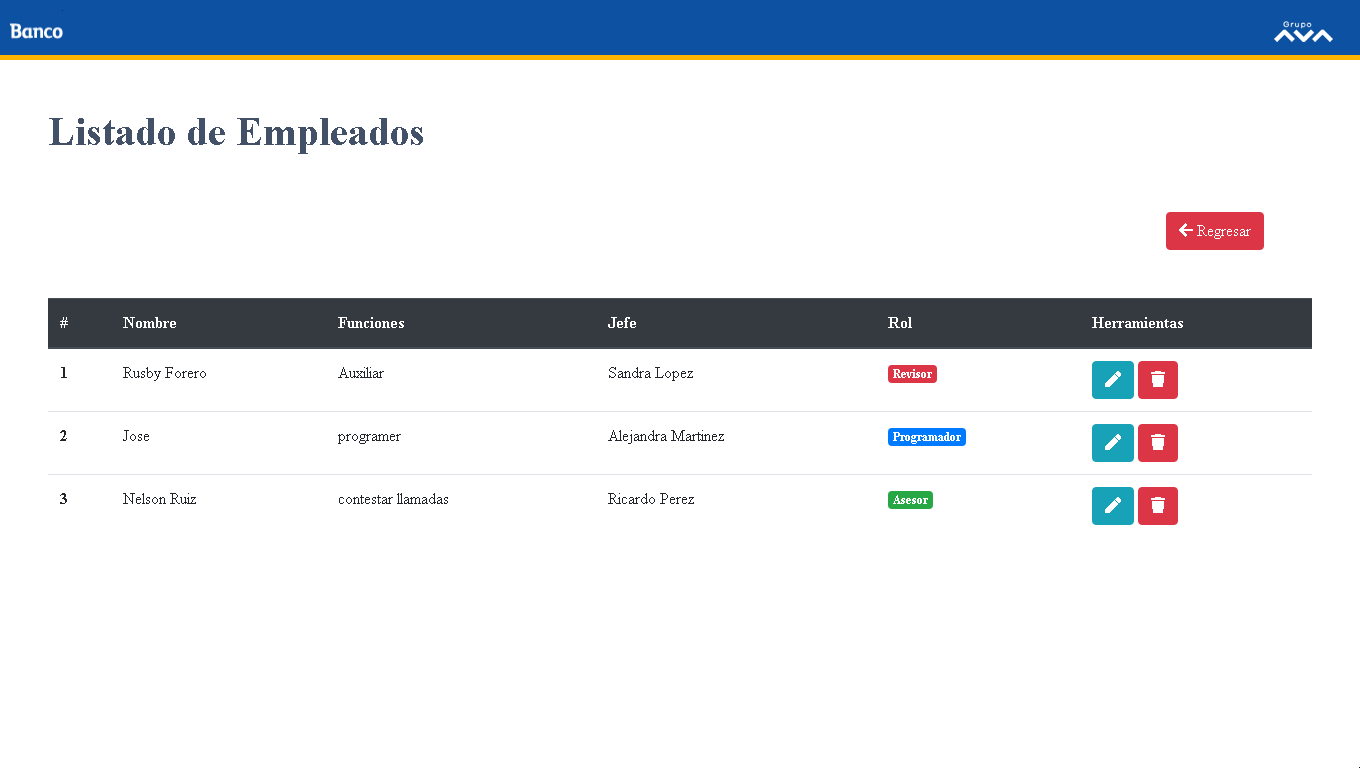 Banco
Grupo
AVA
Listado de Empleados
Regresar
# Nombre Funciones Jefe Rol Herramientas
1 Rusby Forero Auxiliar Sandra Lopez Revisor
2 Jose programer Alejandra Martinez Programador
3 Nelson Ruiz contestar llamadas Ricardo Perez Asesor